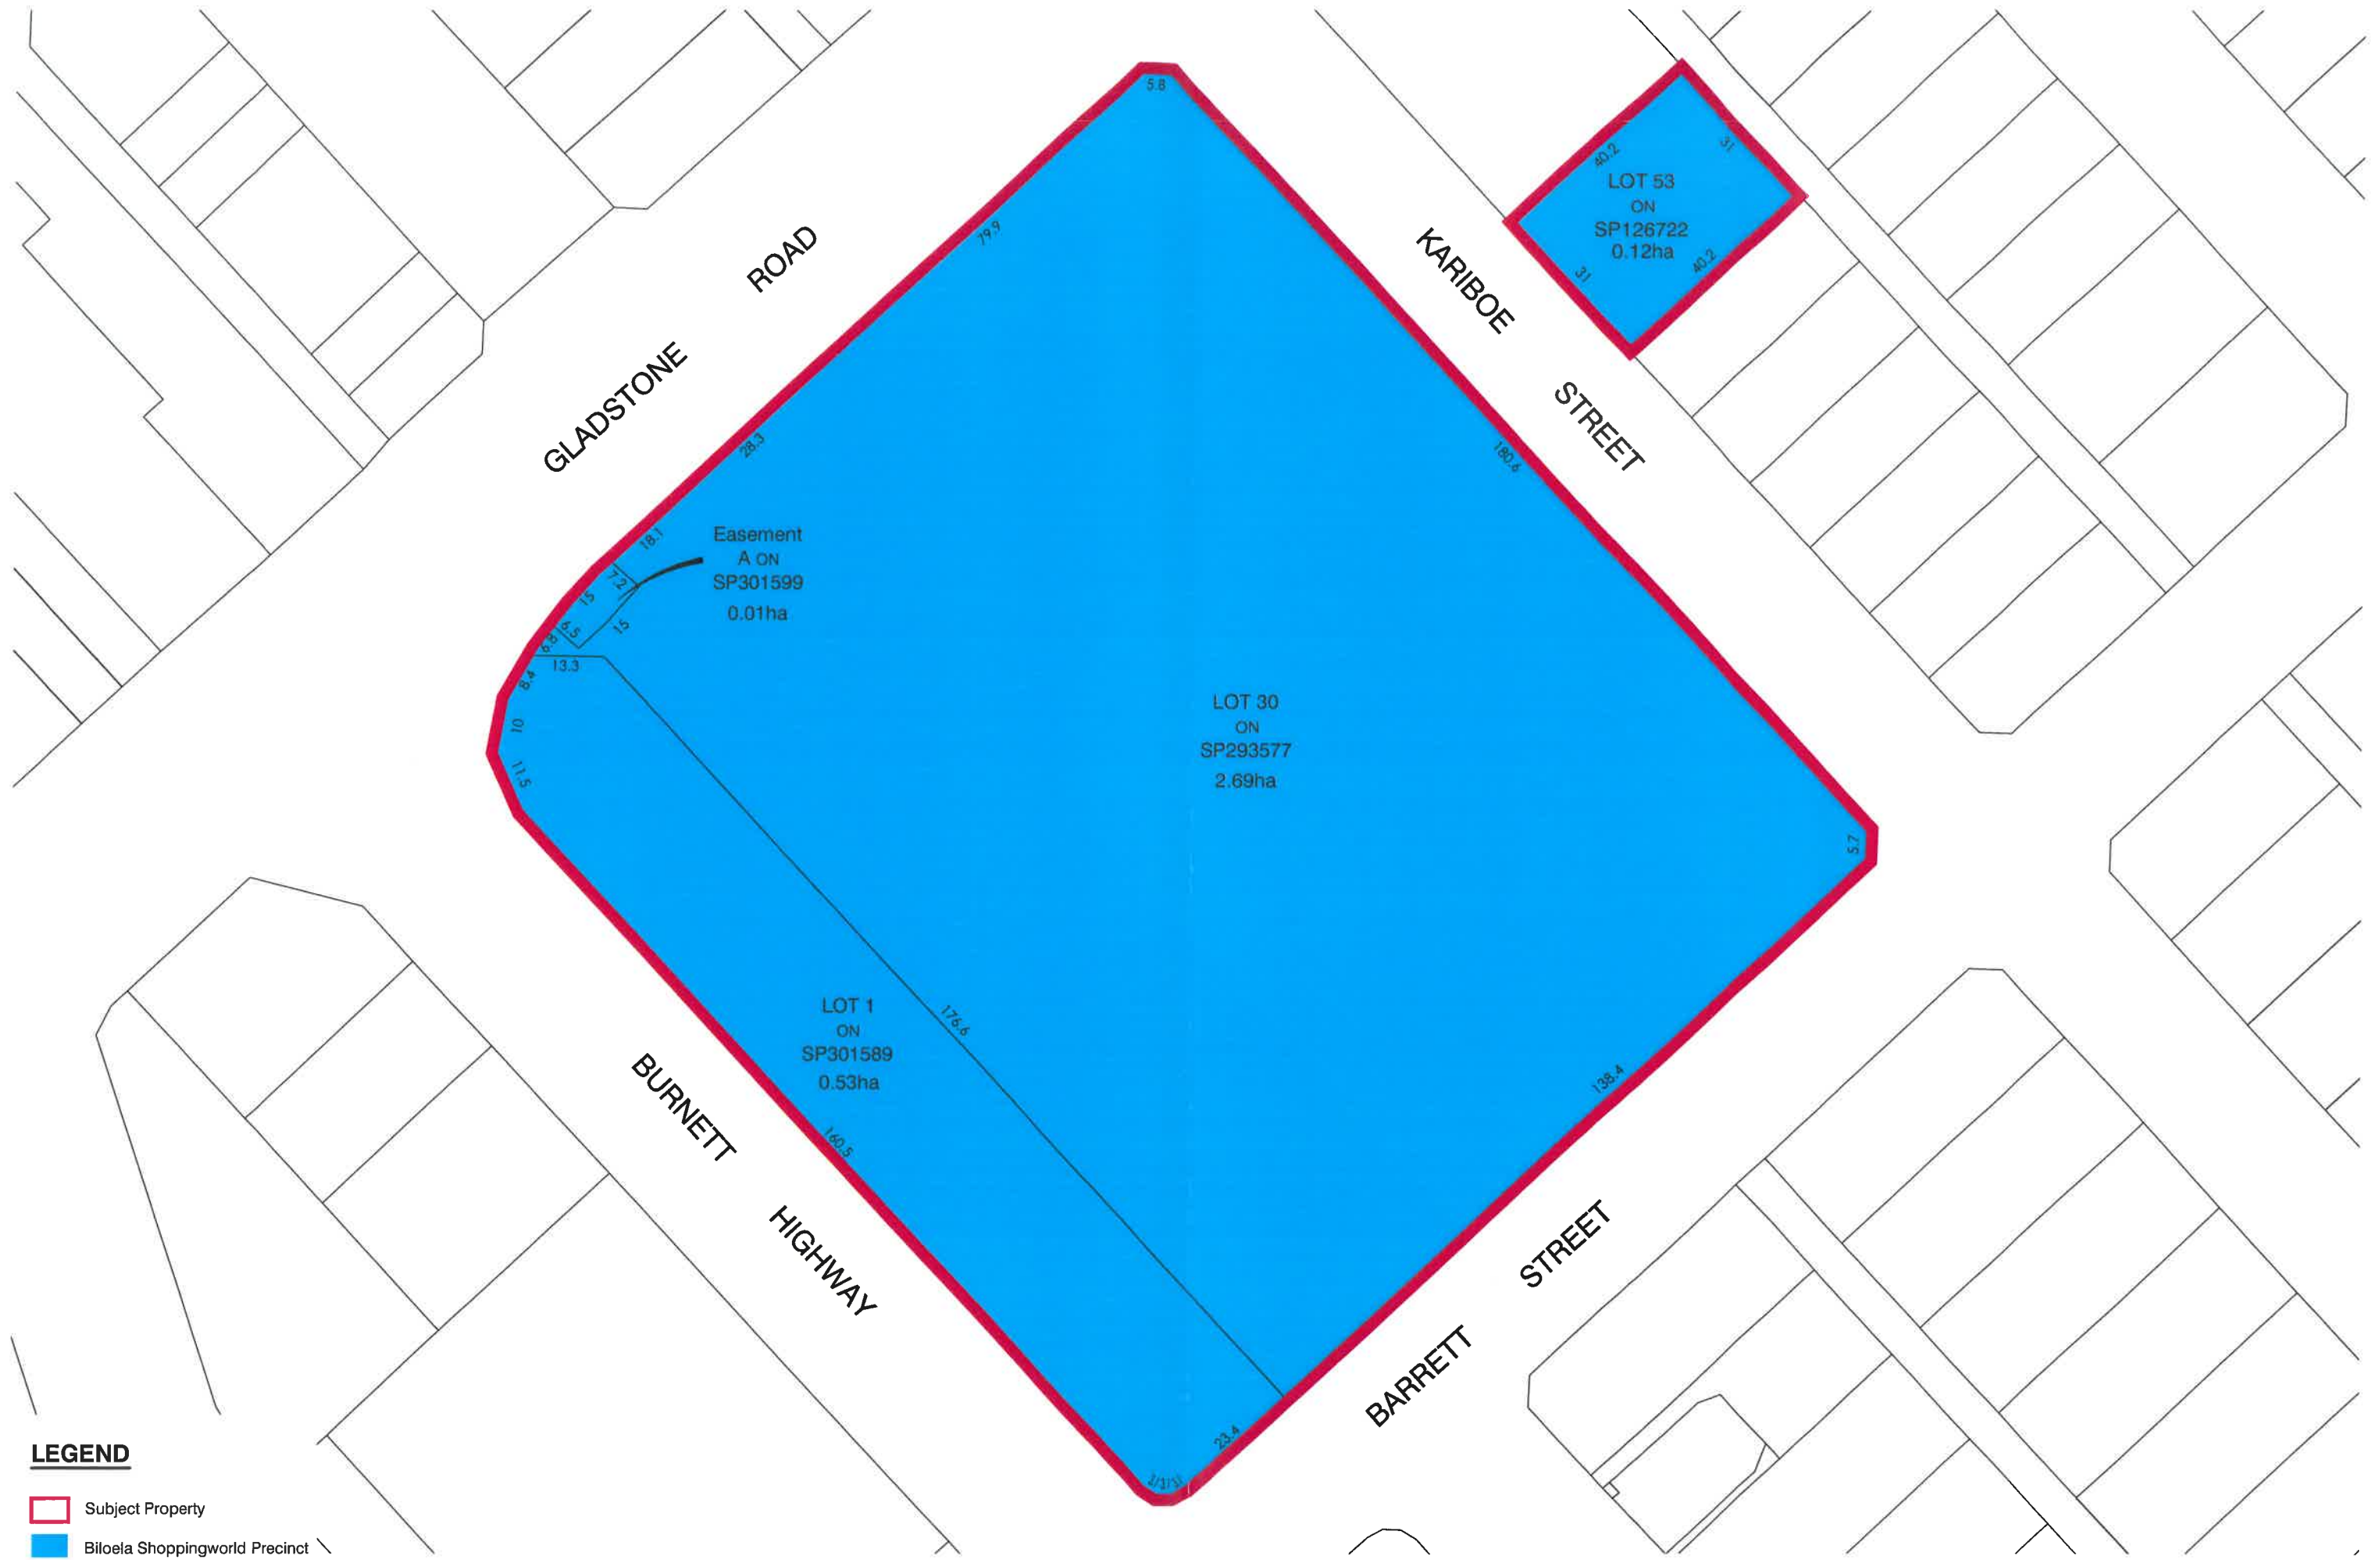 5.8
79.9
28.3
18.1
7.2
15
6.5
15
6.8
13.3
8.4
10
11.5
GLADSTONE ROAD
KARIBOE STREET
40.2
31
LOT 53
ON
SP126722
0.12ha
31
40.2
180.6
Easement
A ON
SP301599
0.01ha
LOT 30
ON
SP293577
2.69ha
5.7
138.4
LOT 1
ON
SP301589
0.53ha
176.6
160.5
BURNETT HIGHWAY
BARRETT STREET
23.4
LEGEND
Subject Property
Biloela Shoppingworld Precinct